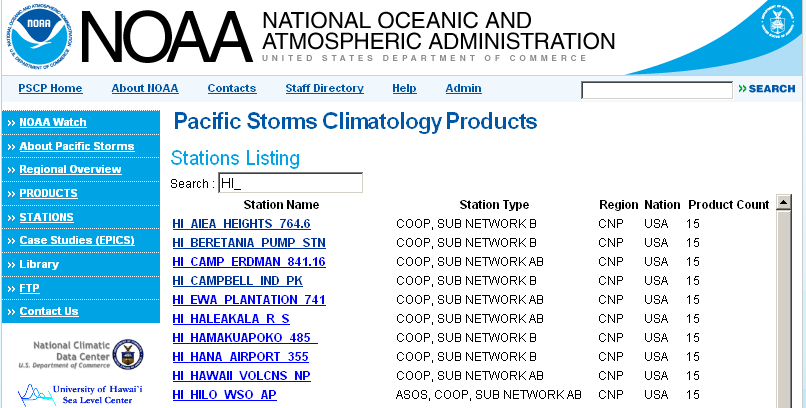 NOAA
NOAA
NATIONAL OCEANIC AND
ATMOSPHERIC ADMINISTRATION
UNITED STATES DEPARTMENT OF COMMERCE
PSCP Home About NOAA Contacts Staff Directory Help Admin »SEARCH
» NOAA Watch
» About Pacific Storms
» Regional Overview
» PRODUCTS
» STATIONS
» Case Studies (EPICS)
» Library
» FTP
» Contact Us
National Climatic
Data Center
U.S. Department of Commerce
University of Hawai`i
Sea Level Center
Pacific Storms Climatology Products
Stations Listing
Search : HI_
Station Name Station Type Region Nation Product Count
HI_AIEA_HEIGHTS_764.6 COOP, SUB NETWORK B CNP USA 15
HI_BERETANIA_PUMP_STN COOP, SUB NETWORK B CNP USA 15
HI_CAMP_ERDMAN_841.16 COOP, SUB NETWORK AB CNP USA 15
HI_CAMPBELL_IND_PK COOP, SUB NETWORK B CNP USA 15
HI_EWA_PLANTATION_741 COOP, SUB NETWORK AB CNP USA 15
HI_HALEAKALA_R_S COOP, SUB NETWORK AB CNP USA 15
HI_HAMAKUAPOKO_485_ COOP, SUB NETWORK B CNP USA 15
HI_HANA_AIRPORT_355 COOP, SUB NETWORK B CNP USA 15
HI_HAWAII_VOLCNS_NP COOP, SUB NETWORK AB CNP USA 15
HI_HILO_WSO_AP ASOS, COOP, SUB NETWORK AB CNP USA 15